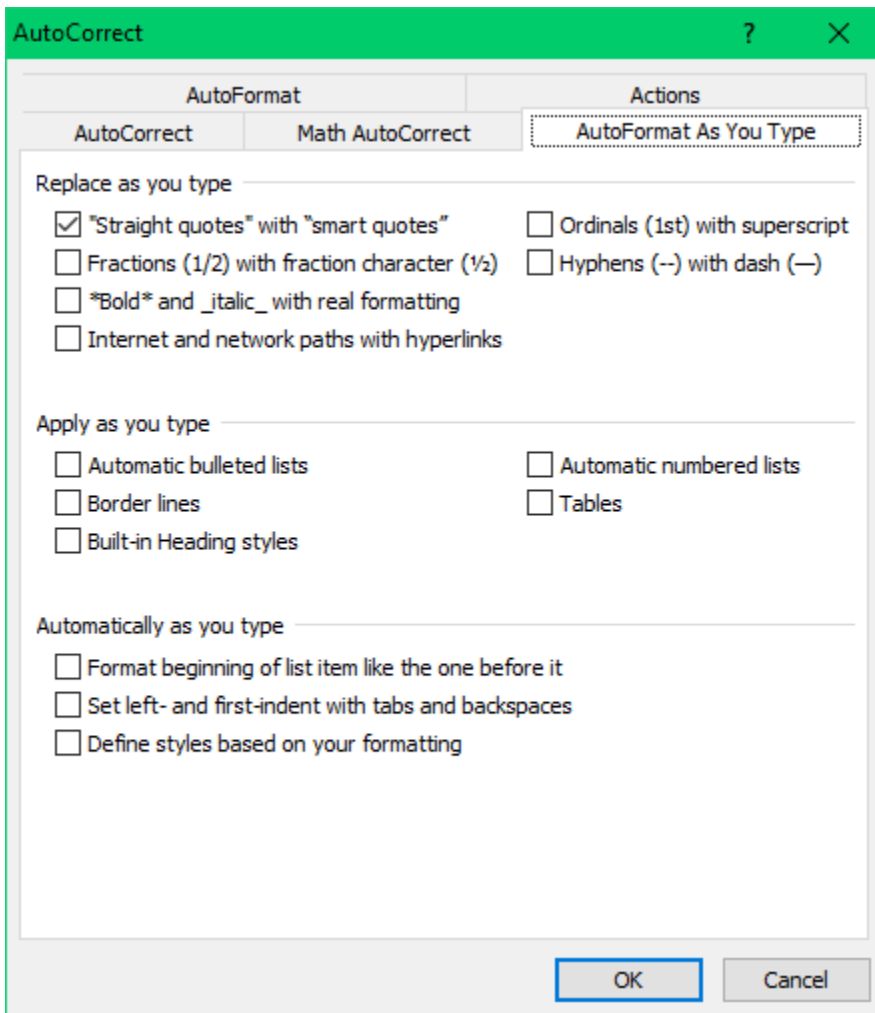 AutoCorrect ?
AutoFormat Actions
AutoCorrect Math AutoCorrect AutoFormat As You Type
Replace as you type
"Straight quotes" with “smart quotes” Ordinals (1st) with superscript
Fractions (1/2) with fraction character (½) Hyphens (--) with dash (—)
*Bold* and _italic_ with real formatting
Internet and network paths with hyperlinks
Apply as you type
Automatic bulleted lists Automatic numbered lists
Border lines Tables
Built-in Heading styles
Automatically as you type
Format beginning of list item like the one before it
Set left- and first-indent with tabs and backspaces
Define styles based on your formatting
OK Cancel